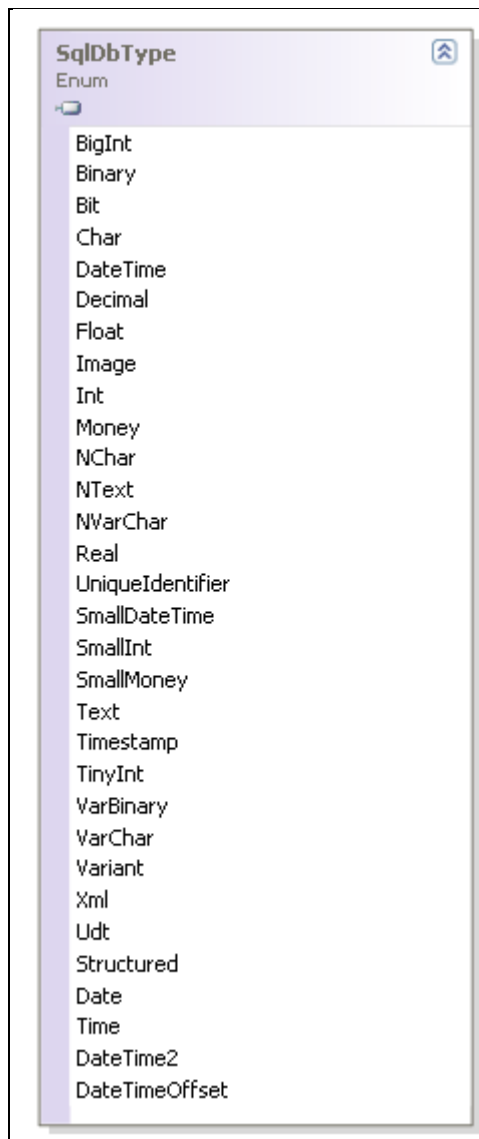 SqlDbType
Enum
BigInt
Binary
Bit
Char
DateTime
Decimal
Float
Image
Int
Money
NChar
NText
NVarChar
Real
UniqueIdentifier
SmallDateTime
SmallInt
SmallMoney
Text
Timestamp
TinyInt
VarBinary
VarChar
Variant
Xml
Udt
Structured
Date
Time
DateTime2
DateTimeOffset